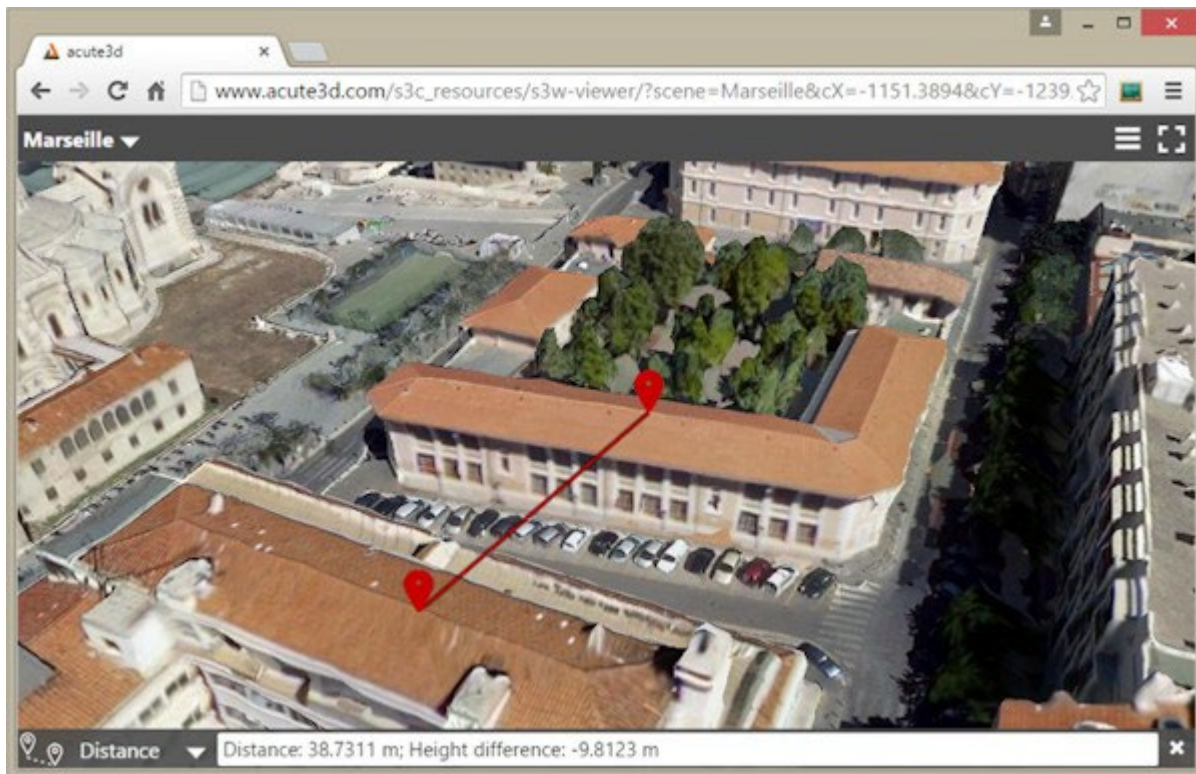 acute3d
www.acute3d.com/s3c_resources/s3w-viewer/?scene=Marseille&cX=-1151.3894&cY=-1239
Marseille
Distance
Distance: 38.7311 m; Height difference: -9.8123 m